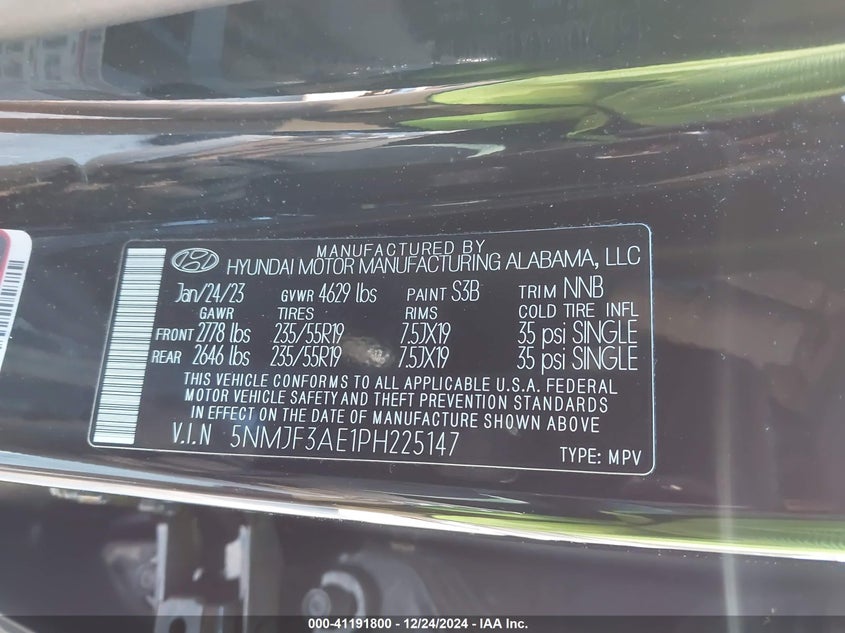 MANUFACTURED BY
HYUNDAI MOTOR MANUFACTURING ALABAMA, LLC
Jan/24/23 GVWR 4629 lbs PAINT S3B TRIM NNB
GAWR TIRES RIMS COLD TIRE INFL
FRONT 2778 lbs 235/55R19 7.5JX19 35 psi SINGLE
REAR 2646 lbs 235/55R19 7.5JX19 35 psi SINGLE
THIS VEHICLE CONFORMS TO ALL APPLICABLE U.S.A. FEDERAL
MOTOR VEHICLE SAFETY AND THEFT PREVENTION STANDARDS
IN EFFECT ON THE DATE OF MANUFACTURE SHOWN ABOVE
V.I.N 5NMJF3AE1PH225147 TYPE: MPV
000-41191800 - 12/24/2024 - IAA Inc.